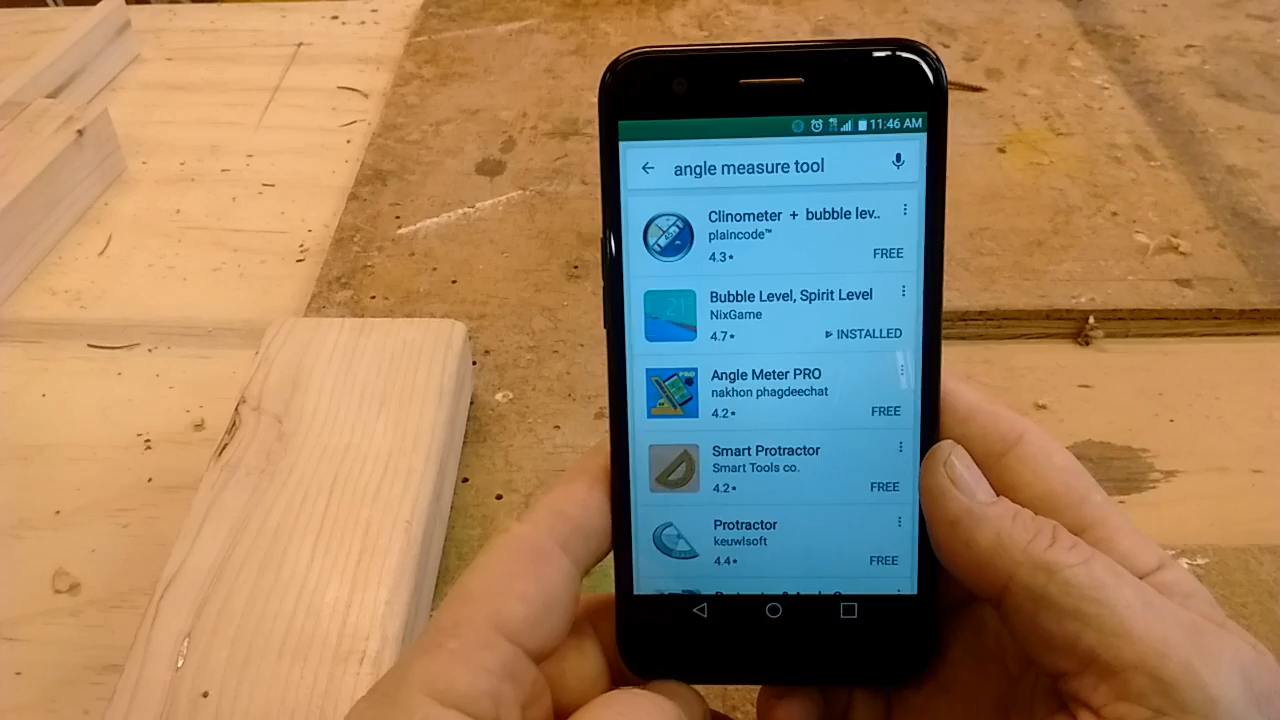 11:46 AM
angle measure tool
Clinometer + bubble lev..
plaincode™
4.3★ FREE
Bubble Level, Spirit Level
NixGame
4.7★ INSTALLED
Angle Meter PRO
nakhon phagdeechat
4.2★ FREE
Smart Protractor
Smart Tools co.
4.2★ FREE
Protractor
keuwlsoft
4.4★ FREE